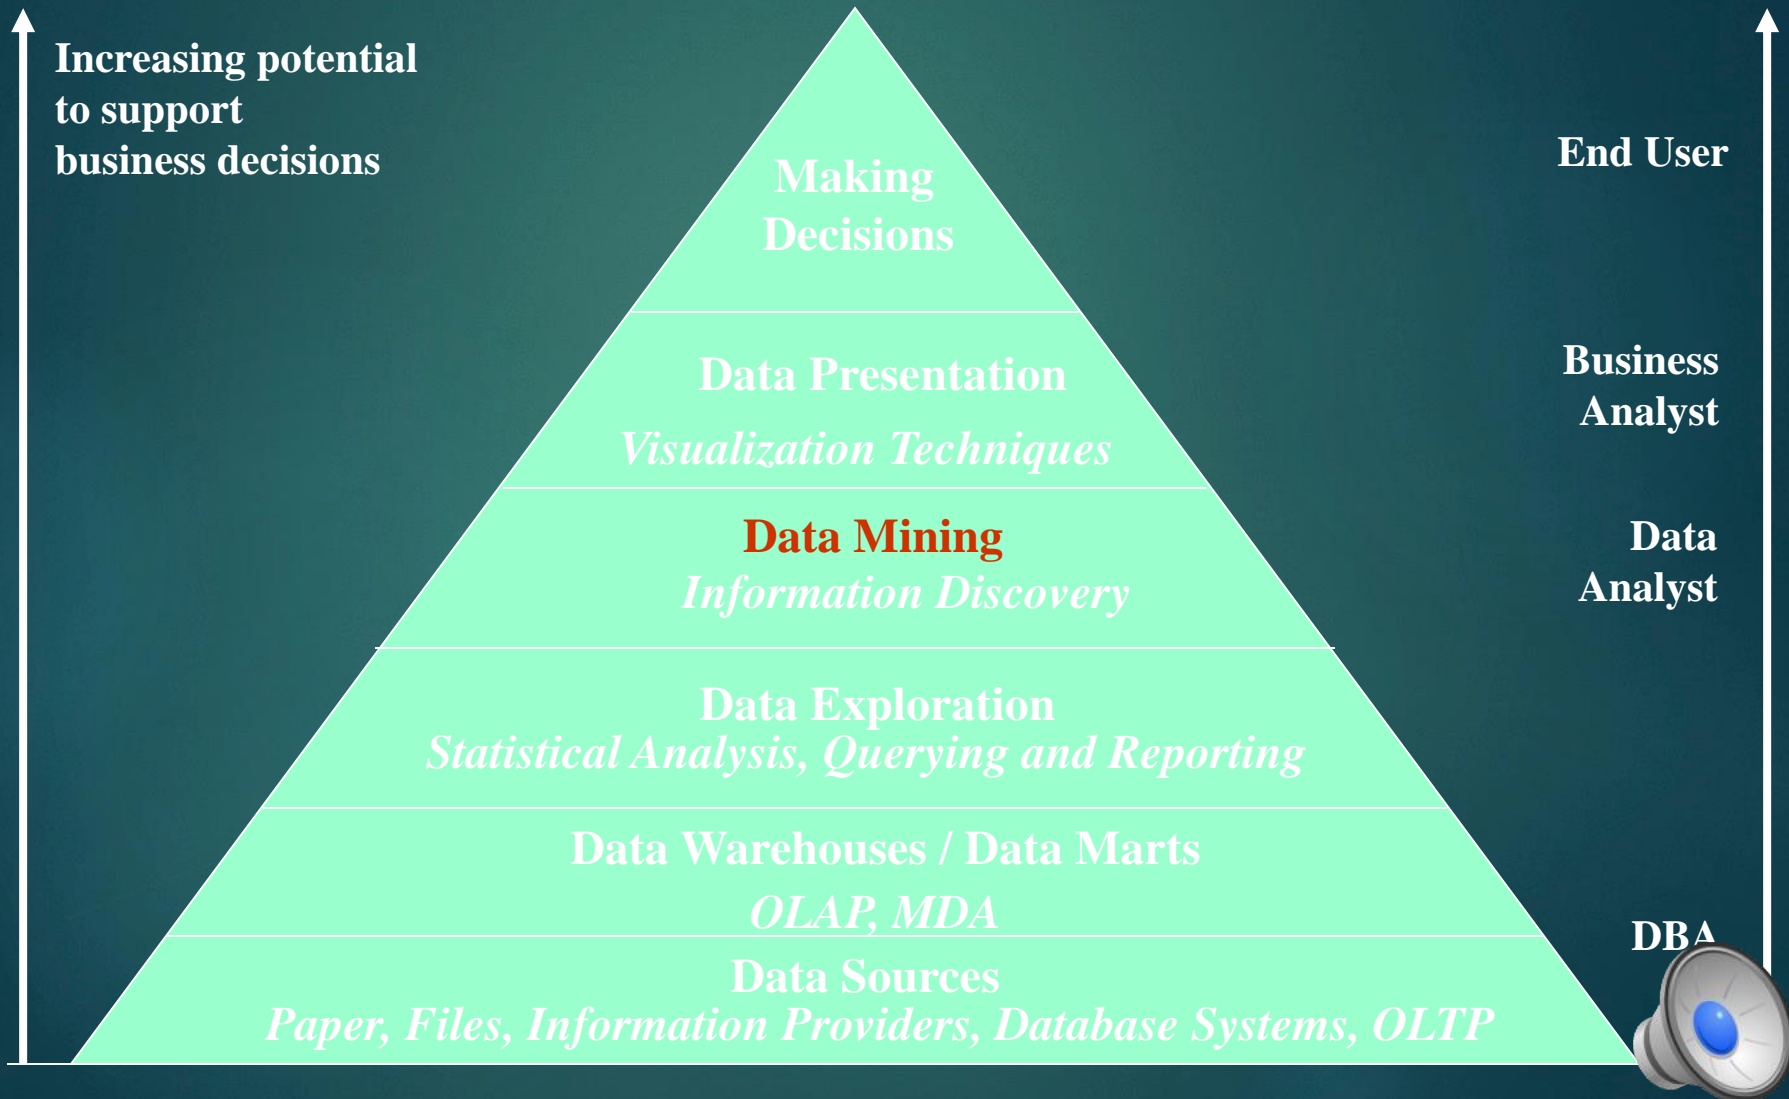 Increasing potential
to support
business decisions
End User
Making
Decisions
Business
Analyst
Data Presentation
Visualization Techniques
Data
Analyst
Data Mining
Information Discovery
Data Exploration
Statistical Analysis, Querying and Reporting
Data Warehouses / Data Marts
OLAP, MDA
DBA
Data Sources
Paper, Files, Information Providers, Database Systems, OLTP